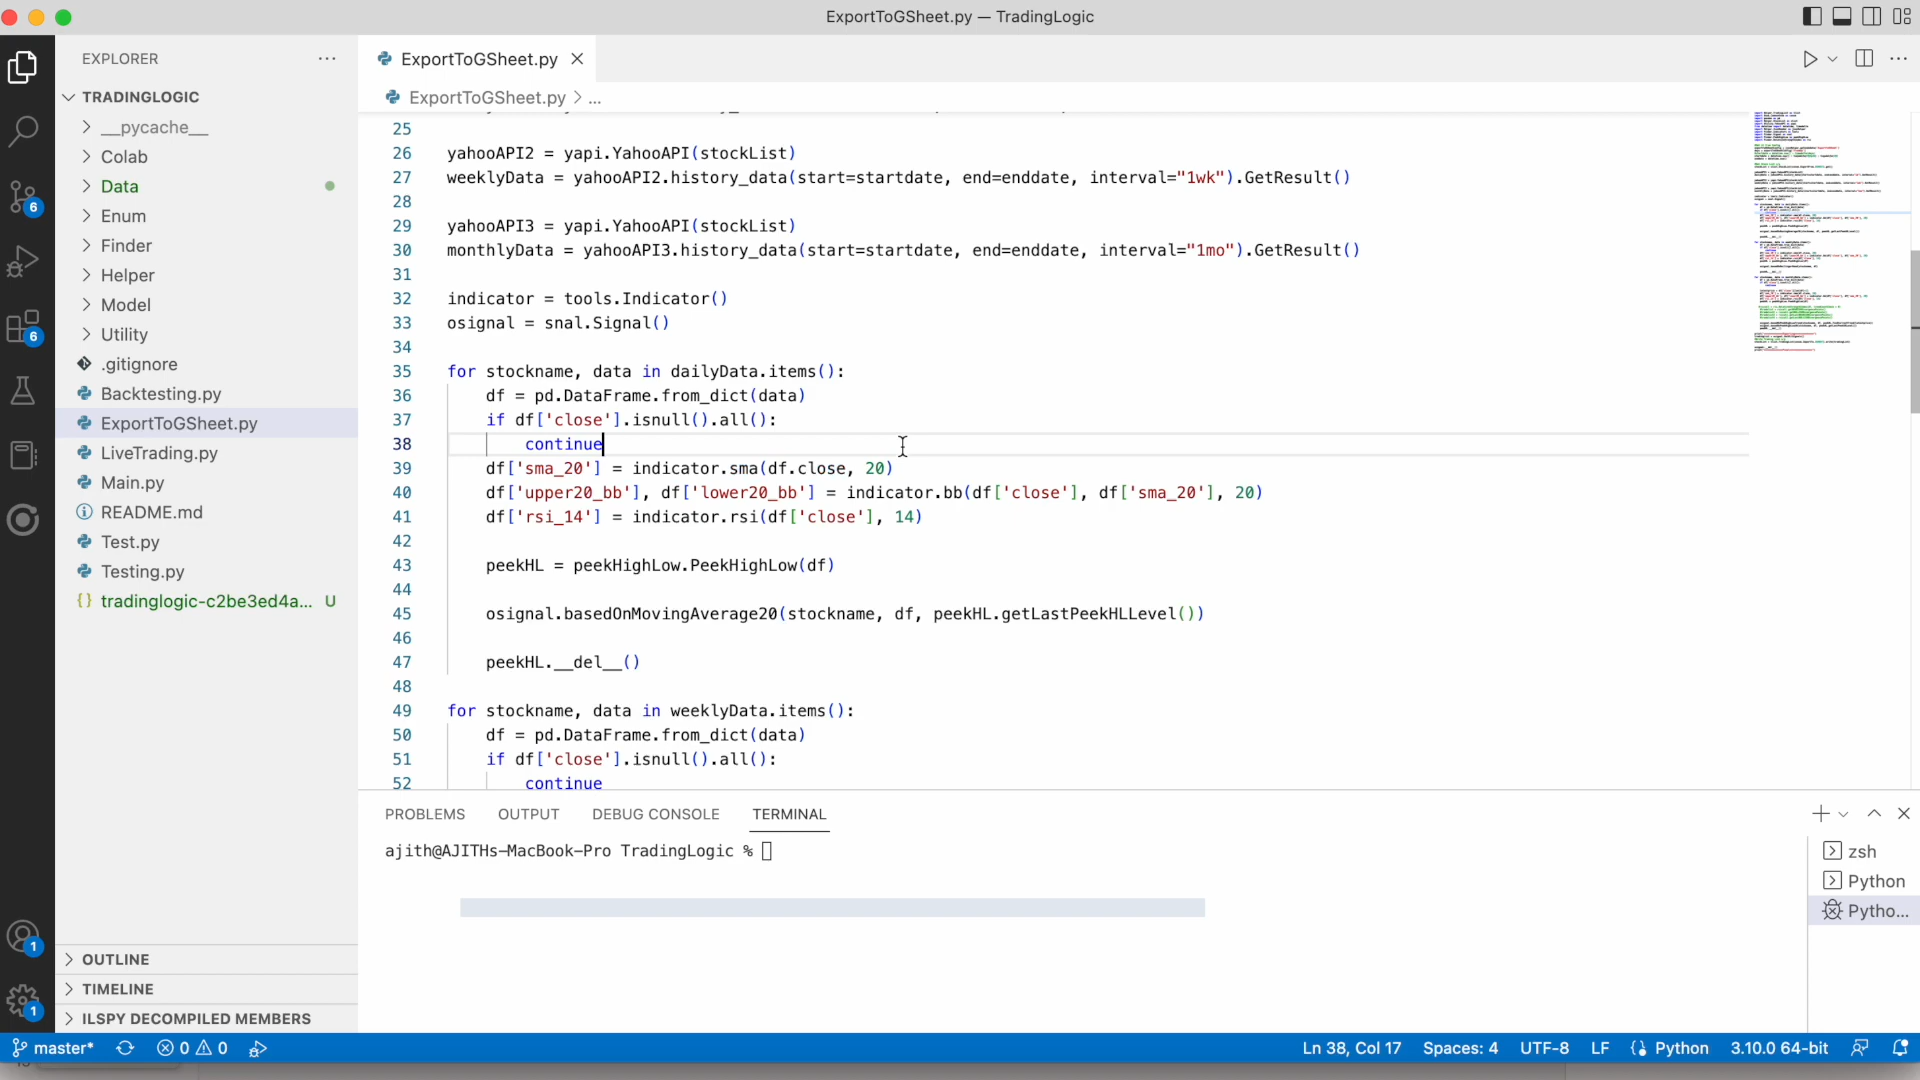 ExportToGSheet.py — TradingLogic
EXPLORER
TRADINGLOGIC
__pycache__
Colab
Data
Enum
Finder
Helper
Model
Utility
.gitignore
Backtesting.py
ExportToGSheet.py
LiveTrading.py
Main.py
README.md
Test.py
Testing.py
{} tradinglogic-c2be3ed4a... U
OUTLINE
TIMELINE
ILSPY DECOMPILED MEMBERS
6
6
1
1
ExportToGSheet.py
ExportToGSheet.py > ...
25
26 yahooAPI2 = yapi.YahooAPI(stockList)
27 weeklyData = yahooAPI2.history_data(start=startdate, end=enddate, interval="1wk").GetResult()
28
29 yahooAPI3 = yapi.YahooAPI(stockList)
30 monthlyData = yahooAPI3.history_data(start=startdate, end=enddate, interval="1mo").GetResult()
31
32 indicator = tools.Indicator()
33 osignal = snal.Signal()
34
35 for stockname, data in dailyData.items():
36     df = pd.DataFrame.from_dict(data)
37     if df['close'].isnull().all():
38         continue
39     df['sma_20'] = indicator.sma(df.close, 20)
40     df['upper20_bb'], df['lower20_bb'] = indicator.bb(df['close'], df['sma_20'], 20)
41     df['rsi_14'] = indicator.rsi(df['close'], 14)
42
43     peekHL = peekHighLow.PeekHighLow(df)
44
45     osignal.basedOnMovingAverage20(stockname, df, peekHL.getLastPeekHLLevel())
46
47     peekHL.__del__()
48
49 for stockname, data in weeklyData.items():
50     df = pd.DataFrame.from_dict(data)
51     if df['close'].isnull().all():
52         continue
PROBLEMS OUTPUT DEBUG CONSOLE TERMINAL
ajith@AJITHs-MacBook-Pro TradingLogic %
zsh
Python
Pytho...
master* 0 0 Ln 38, Col 17 Spaces: 4 UTF-8 LF Python 3.10.0 64-bit